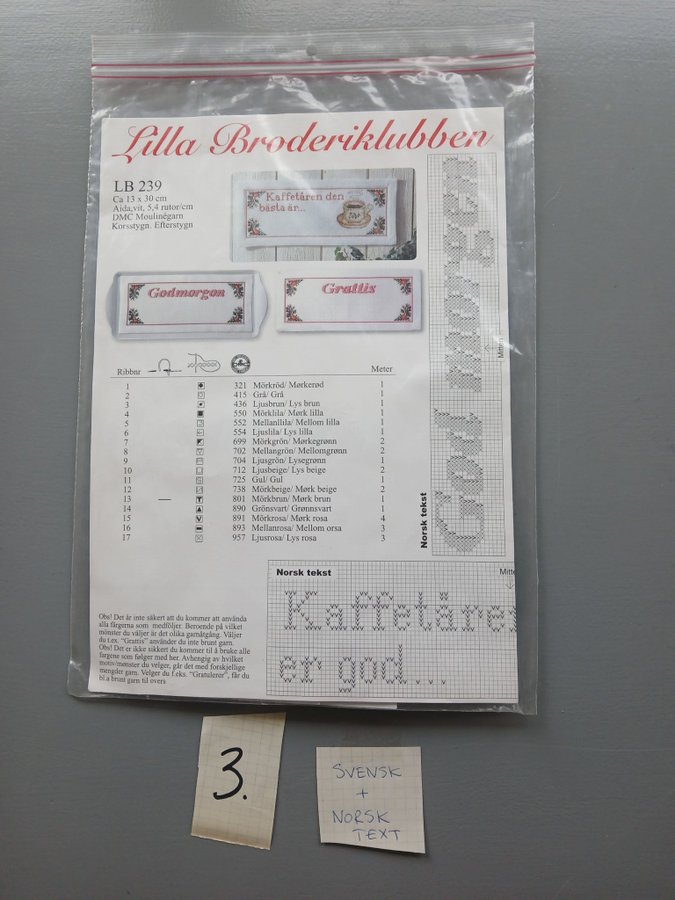 Lilla Broderiklubben
LB 239
Ca 13 x 30 cm
Aida,vit, 5,4 rutor/cm
DMC Moulinégarn
Korsstygn. Efterstygn
Kaffetåren den
bästa är...
Godmorgon
Grattis
Ribbnr Meter
1 321 Mörkröd/ Mørkerød 1
2 415 Grå/ Grå 1
3 436 Ljusbrun/ Lys brun 1
4 550 Mörklila/ Mørk lilla 1
5 552 Mellanllila/ Mellom lilla 1
6 554 Ljuslila/ Lys lilla 1
7 699 Mörkgrön/ Mørkegrønn 2
8 702 Mellangrön/ Mellomgrønn 2
9 704 Ljusgrön/ Lysegrønn 1
10 712 Ljusbeige/ Lys beige 2
11 725 Gul/ Gul 1
12 738 Mörkbeige/ Mørk beige 2
13 801 Mörkbrun/ Mørk brun 1
14 890 Grönsvart/ Grønnsvart 1
15 891 Mörkrosa/ Mørk rosa 4
16 893 Mellanrosa/ Mellom orsa 3
17 957 Ljusrosa/ Lys rosa 3
God morgen
Mitten
Norsk tekst
Norsk tekst
Mitte
Kaffetåren
er god...
Obs! Det är inte säkert att du kommer att använda
alla färgerna som medföljer. Beroende på vilket
mönster du väljer är det olika garnåtgång. Väljer
du t.ex. "Grattis" använder du inte brunt garn.
Obs! Det er ikke sikkert du kommer til å bruke alle
fargene som følger med her. Avhengig av hvilket
motiv/mønster du velger, går det med forskjellige
mengder garn. Velger du f.eks. "Gratulerer", får du
bl.a brunt garn til overs
3.
SVENSK
+
NORSK
TEXT